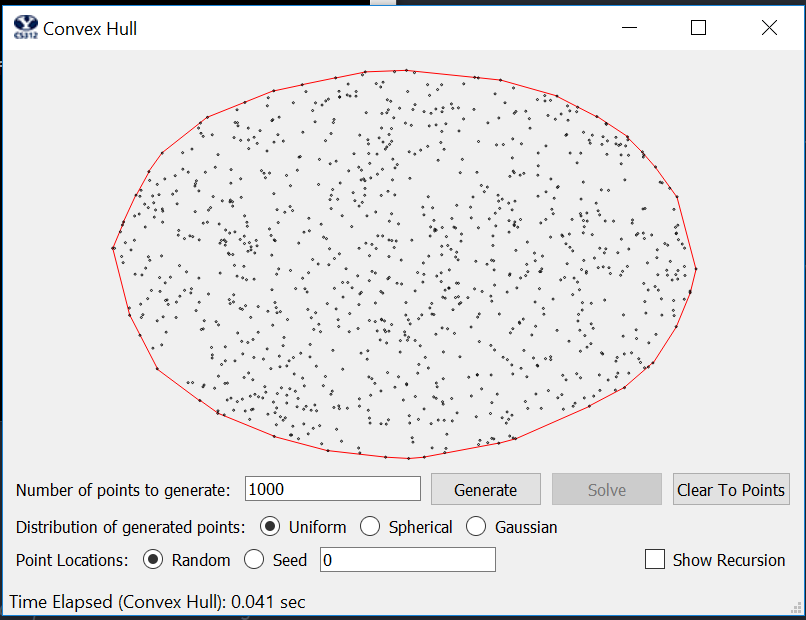 CS312 Convex Hull
Number of points to generate: 1000 Generate Solve Clear To Points
Distribution of generated points: Uniform Spherical Gaussian
Point Locations: Random Seed 0 Show Recursion
Time Elapsed (Convex Hull): 0.041 sec